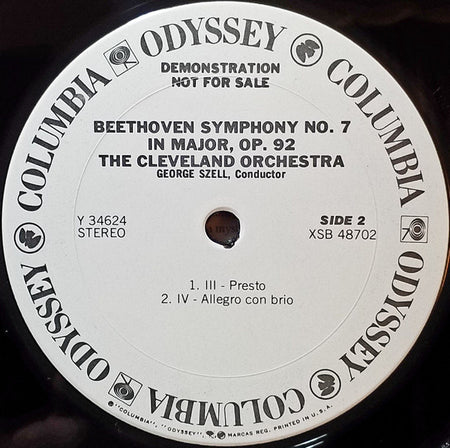 COLUMBIA ODYSSEY COLUMBIA ODYSSEY COLUMBIA ODYSSEY
DEMONSTRATION
NOT FOR SALE
BEETHOVEN SYMPHONY NO. 7
IN MAJOR, OP. 92
THE CLEVELAND ORCHESTRA
GEORGE SZELL, Conductor
Y 34624
STEREO
SIDE 2
XSB 48702
1. III - Presto
2. IV - Allegro con brio
"COLUMBIA", "ODYSSEY", MARCAS REG. PRINTED IN U.S.A.